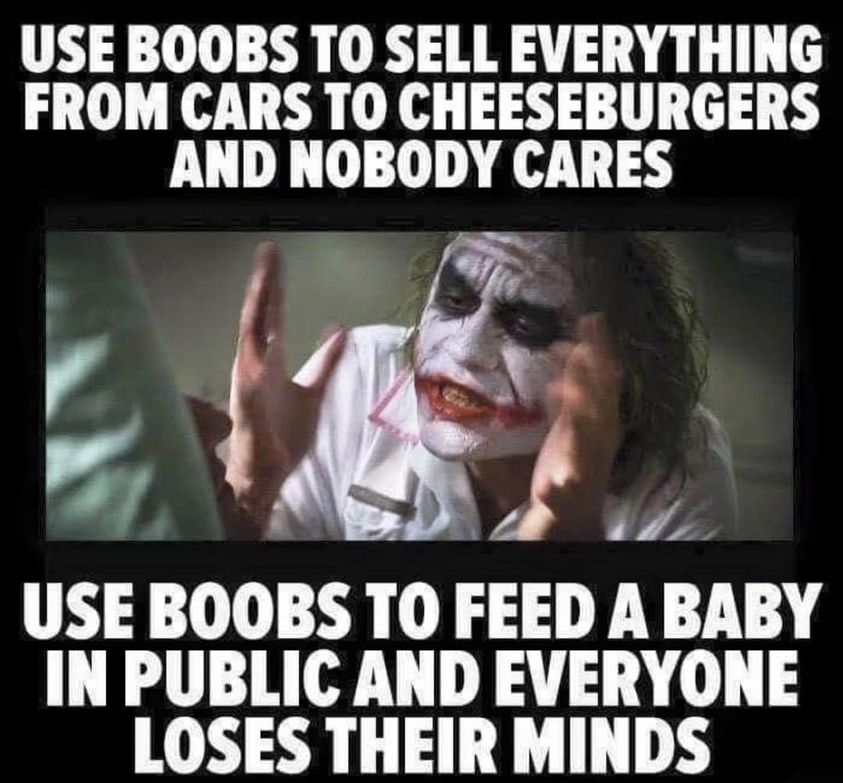 USE BOOBS TO SELL EVERYTHING
FROM CARS TO CHEESEBURGERS
AND NOBODY CARES
USE BOOBS TO FEED A BABY
IN PUBLIC AND EVERYONE
LOSES THEIR MINDS